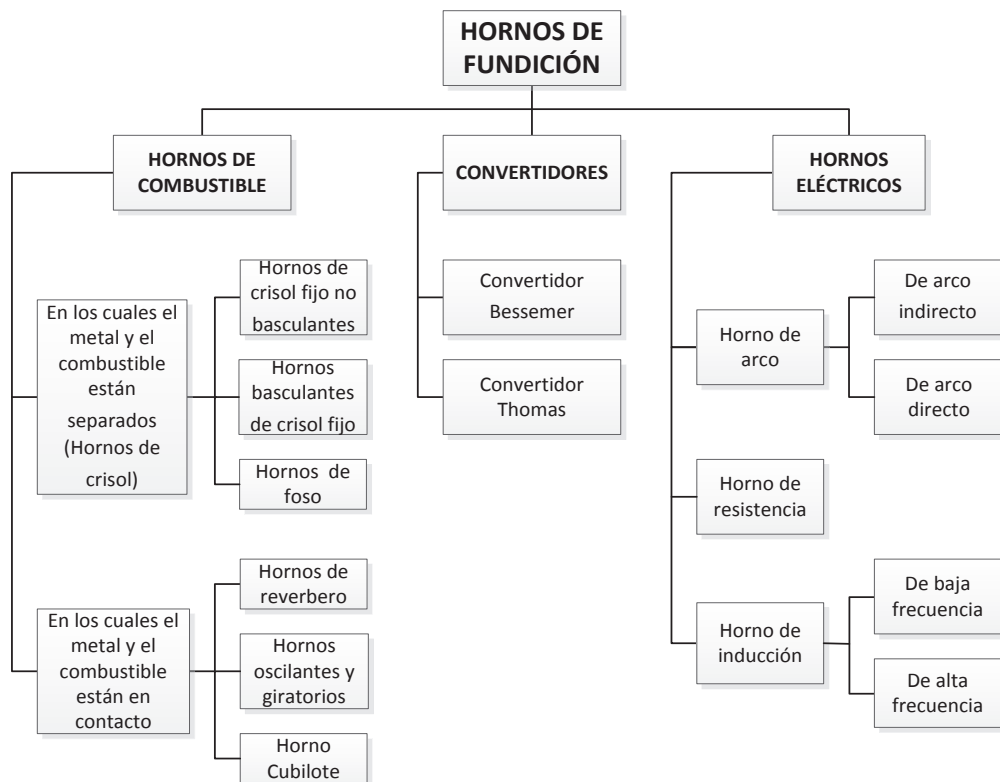 HORNOS DE
FUNDICIÓN
HORNOS DE
COMBUSTIBLE
CONVERTIDORES
HORNOS
ELÉCTRICOS
En los cuales el
metal y el
combustible
están
separados
(Hornos de
crisol)
Hornos de
crisol fijo no
basculantes
Hornos
basculantes
de crisol fijo
Hornos de
foso
En los cuales el
metal y el
combustible
están en
contacto
Hornos de
reverbero
Hornos
oscilantes y
giratorios
Horno
Cubilote
Convertidor
Bessemer
Convertidor
Thomas
Horno de
arco
De arco
indirecto
De arco
directo
Horno de
resistencia
Horno de
inducción
De baja
frecuencia
De alta
frecuencia